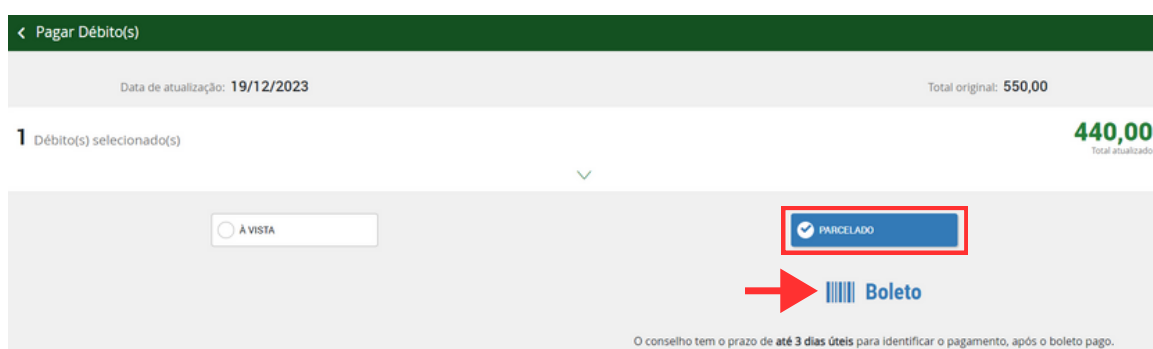 Pagar Débito(s)
Data de atualização: 19/12/2023
Total original: 550,00
1 Débito(s) selecionado(s)
440,00
Total atualizado
À VISTA
PARCELADO
Boleto
O conselho tem o prazo de até 3 dias úteis para identificar o pagamento, após o boleto pago.